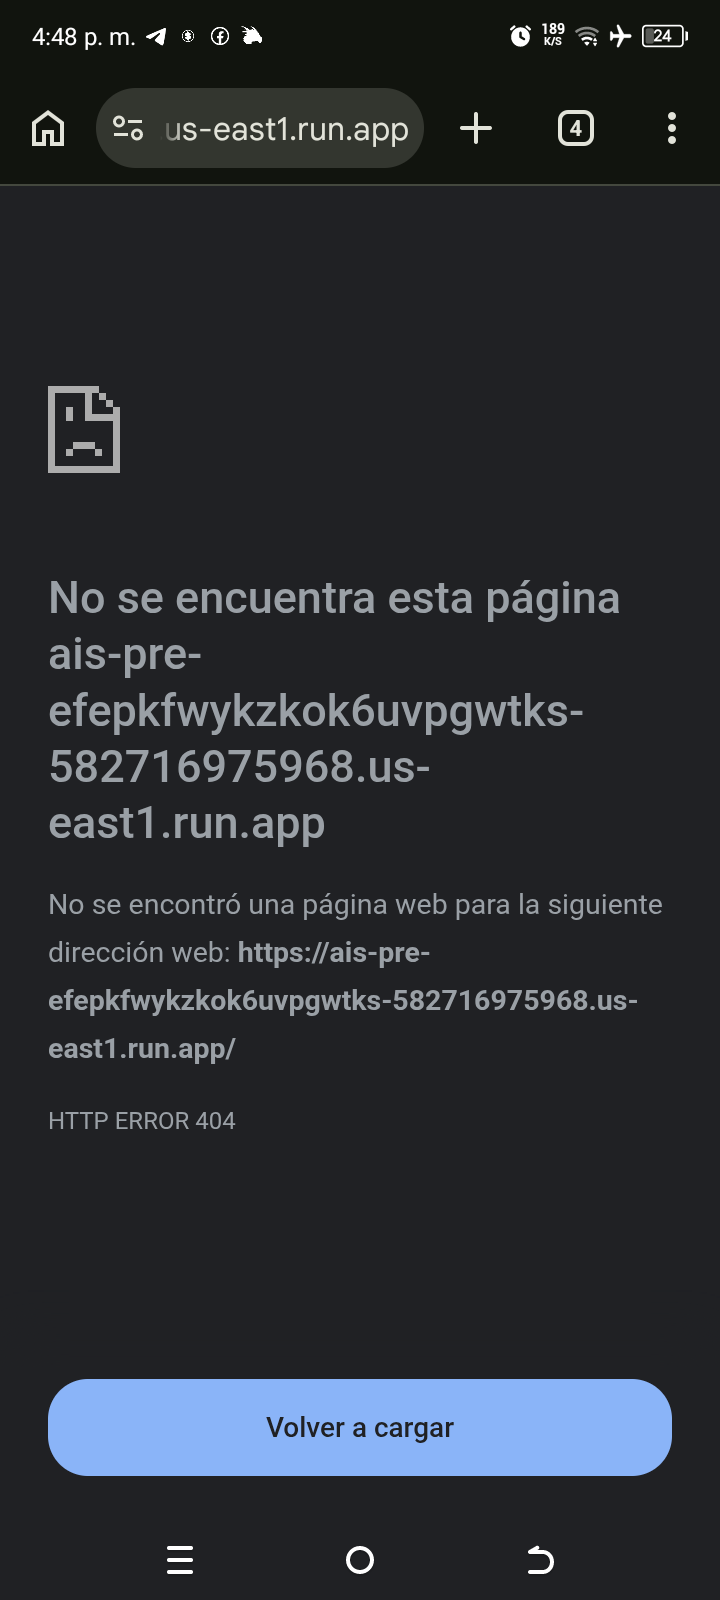 4:48 p. m.
189
K/S
24
us-east1.run.app
4
No se encuentra esta página
ais-pre-
efepkfwykzkok6uvpgwtks-
582716975968.us-
east1.run.app
No se encontró una página web para la siguiente
dirección web: https://ais-pre-
efepkfwykzkok6uvpgwtks-582716975968.us-
east1.run.app/
HTTP ERROR 404
Volver a cargar